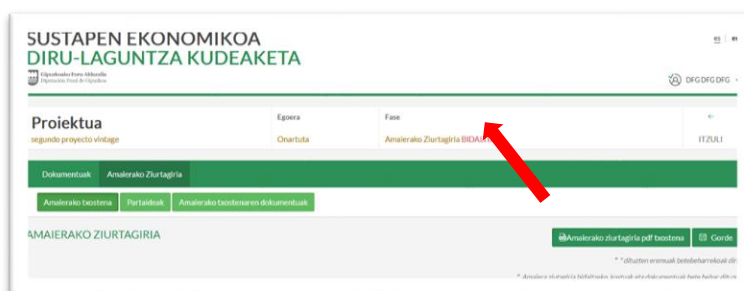 SUSTAPEN EKONOMIKOA
DIRU-LAGUNTZA KUDEAKETA
es
Gipuzkoako Foru Aldundia
Diputación Foral de Gipuzkoa
DFG DFG DFG
Proiektua
Egoera
Fase
segundo proyecto vintage
Onartuta
Amaierako Ziurtagiria
ITZULI
Dokumentuak Amaierako Ziurtagiria
Amaierako txostena Partaideak Amaierako txostenaren dokumentuak
AMAIERAKO ZIURTAGIRIA
Amaierako ziurtagiria pdf txostena Gorde
* *dituzten eremuak betebeharrekoak dir